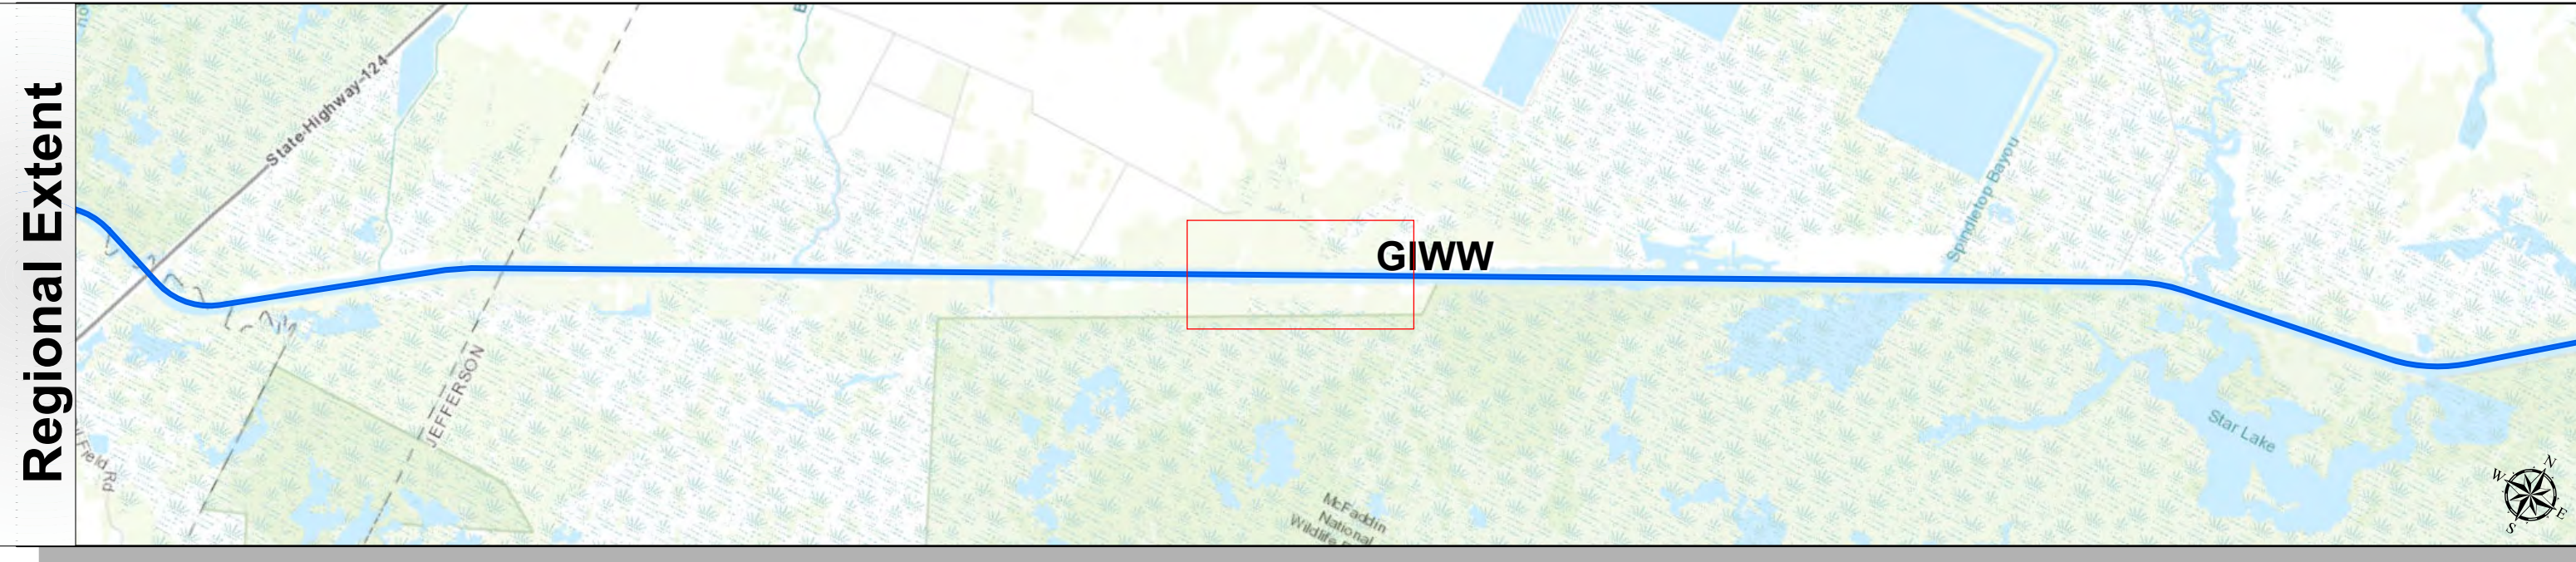 Regional Extent
State Highway 124
JEFFERSON
Field Rd
GIWW
Spindletop Bayou
Star Lake
McFaddin
National
Wildlife
N
W
E
S